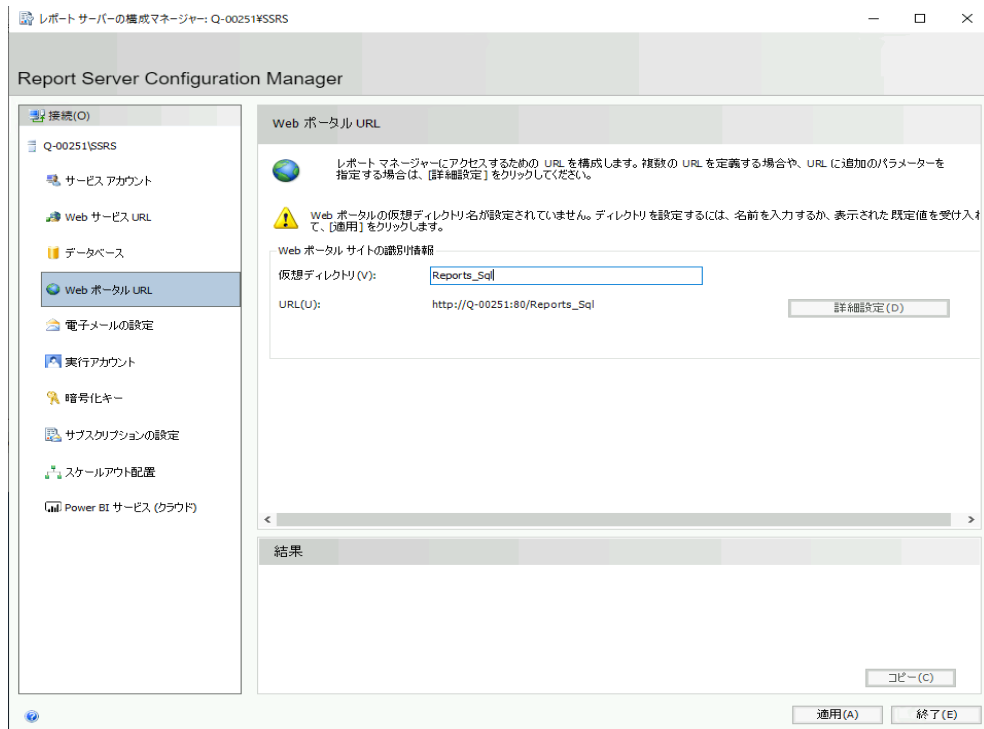 レポート サーバーの構成マネージャー: Q-00251¥SSRS
Report Server Configuration Manager
接続(O)
Q-00251\SSRS
サービス アカウント
Web サービス URL
データベース
Web ポータル URL
電子メールの設定
実行アカウント
暗号化キー
サブスクリプションの設定
スケールアウト配置
Power BI サービス (クラウド)
Web ポータル URL
レポート マネージャーにアクセスするための URL を構成します。複数の URL を定義する場合や、URL に追加のパラメーターを
指定する場合は、[詳細設定] をクリックしてください。
Web ポータルの仮想ディレクトリ名が設定されていません。ディレクトリを設定するには、名前を入力するか、表示された既定値を受け入れ
て、[適用] をクリックします。
Web ポータル サイトの識別情報
仮想ディレクトリ(V):
Reports_Sql
URL(U):
http://Q-00251:80/Reports_Sql
詳細設定(D)
結果
コピー(C)
適用(A)
終了(E)